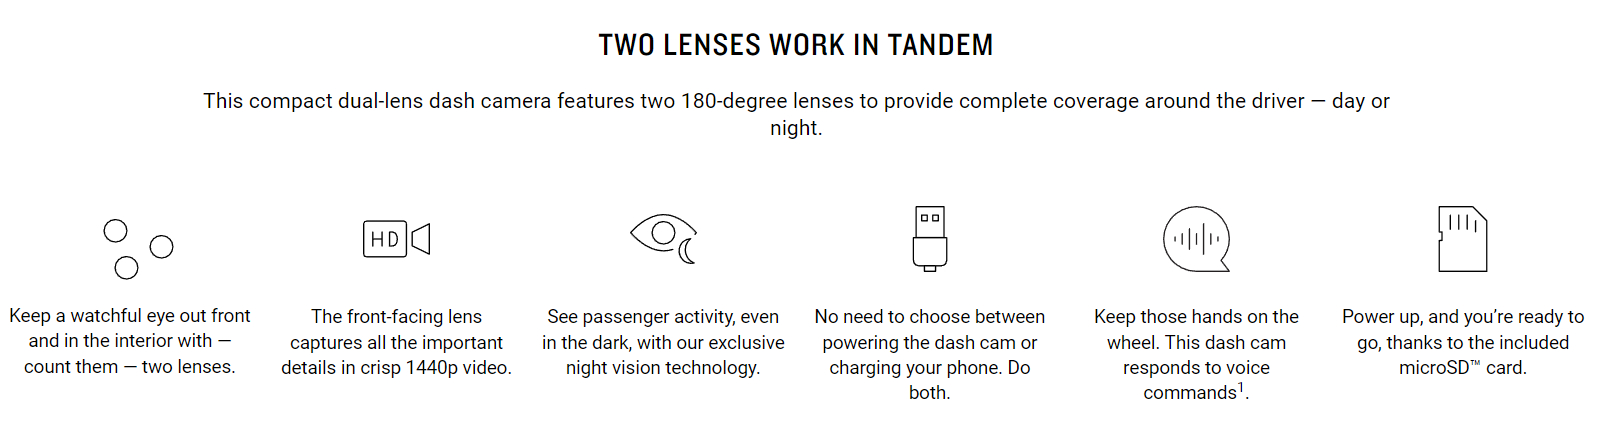 TWO LENSES WORK IN TANDEM
This compact dual-lens dash camera features two 180-degree lenses to provide complete coverage around the driver — day or
night.
HD
Keep a watchful eye out front
and in the interior with —
count them — two lenses.
The front-facing lens
captures all the important
details in crisp 1440p video.
See passenger activity, even
in the dark, with our exclusive
night vision technology.
No need to choose between
powering the dash cam or
charging your phone. Do
both.
Keep those hands on the
wheel. This dash cam
responds to voice
commands¹.
Power up, and you’re ready to
go, thanks to the included
microSD™ card.